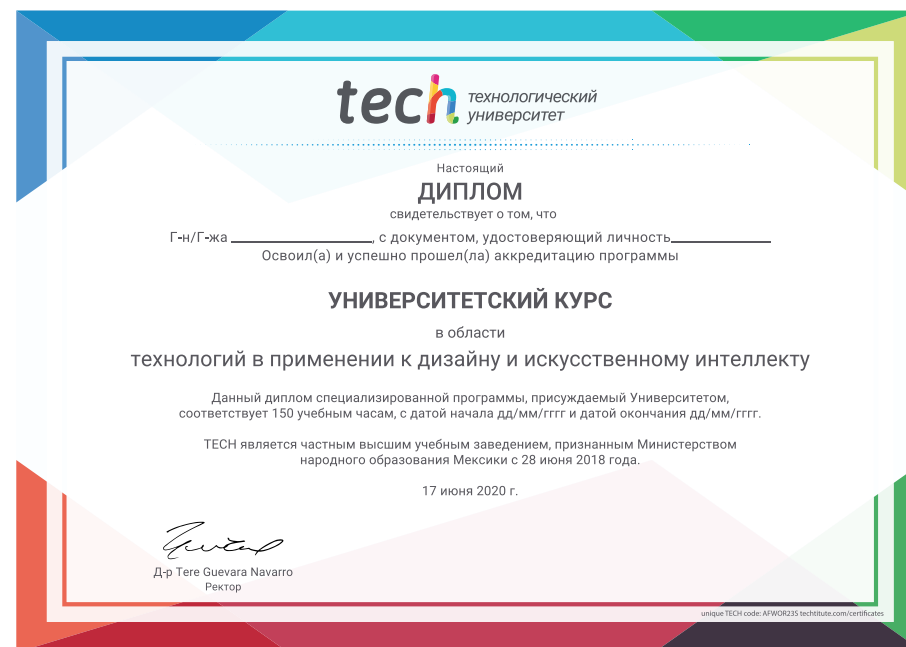 tech технологический
университет
Настоящий
ДИПЛОМ
свидетельствует о том, что
Г-н/Г-жа ____________, с документом, удостоверяющий личность____________
Освоил(а) и успешно прошел(ла) аккредитацию программы
УНИВЕРСИТЕТСКИЙ КУРС
в области
технологий в применении к дизайну и искусственному интеллекту
Данный диплом специализированной программы, присуждаемый Университетом,
соответствует 150 учебным часам, с датой начала дд/мм/гггг и датой окончания дд/мм/гггг.
TECH является частным высшим учебным заведением, признанным Министерством
народного образования Мексики с 28 июня 2018 года.
17 июня 2020 г.
Д-р Tere Guevara Navarro
Ректор
unique TECH code: AFWOR23S techtitute.com/certificates